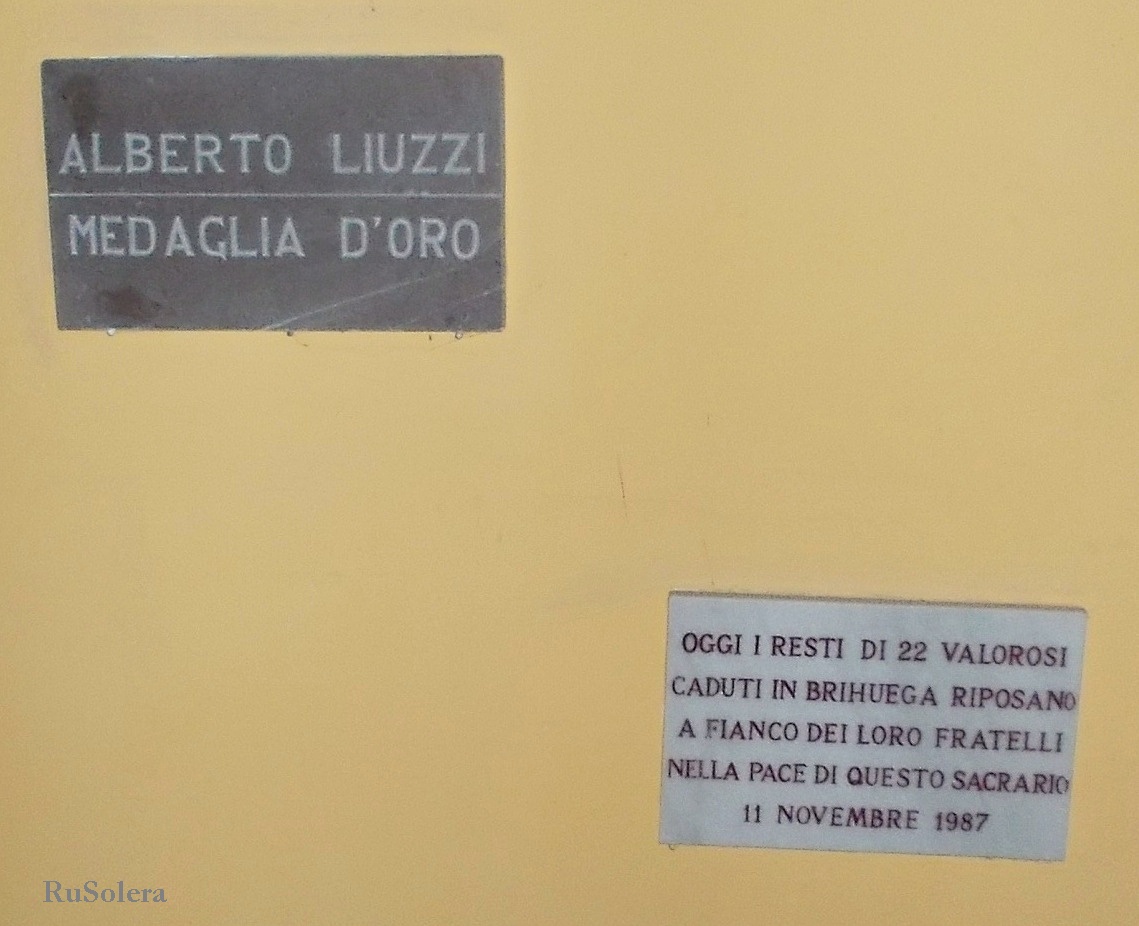 ALBERTO LIUZZI
MEDAGLIA D'ORO
OGGI I RESTI DI 22 VALOROSI
CADUTI IN BRIHUEGA RIPOSANO
A FIANCO DEI LORO FRATELLI
NELLA PACE DI QUESTO SACRARIO
11 NOVEMBRE 1987
RuSolera